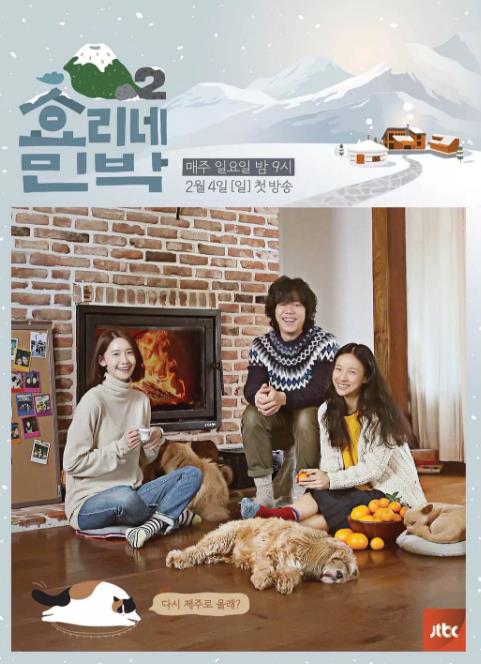 효리네 2
민박
매주 일요일 밤 9시
2월 4일 [일] 첫 방송
다시 제주로 올래?
jtbc